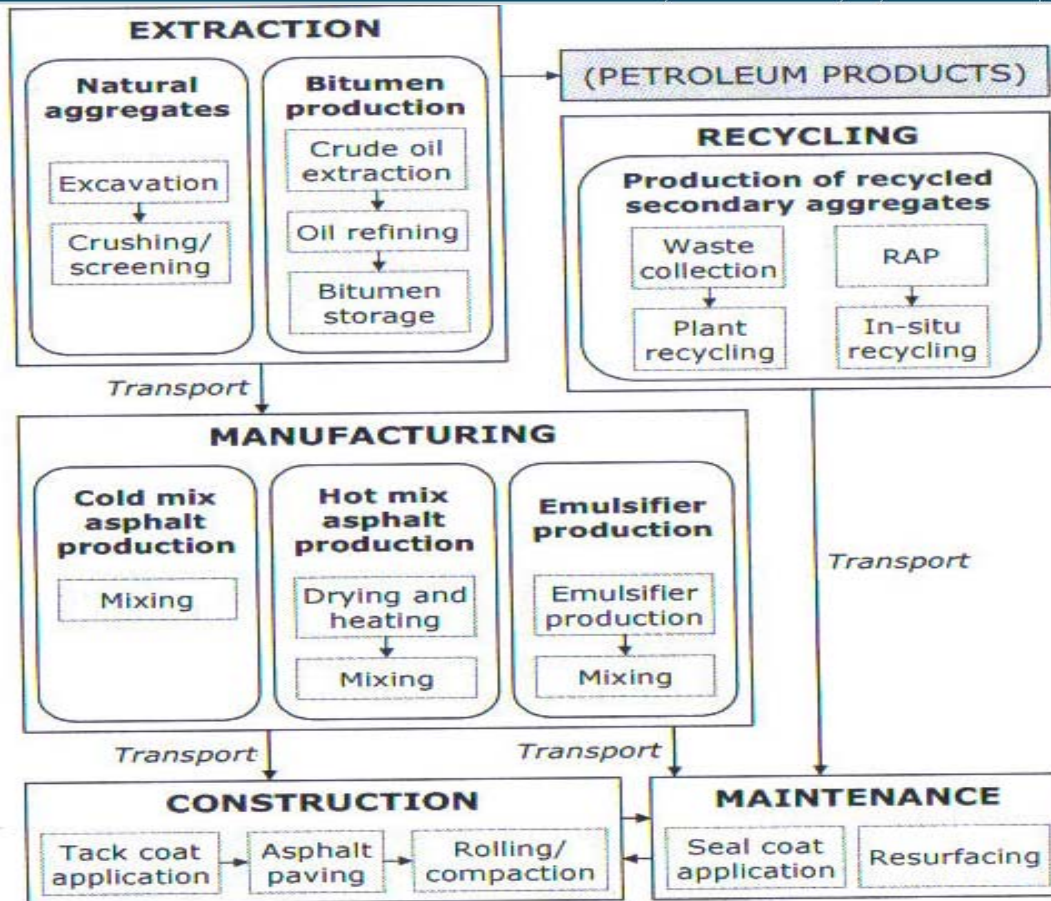 EXTRACTION
Natural
aggregates
Excavation
Crushing/
screening
Bitumen
production
Crude oil
extraction
Oil refining
Bitumen
storage
(PETROLEUM PRODUCTS)
RECYCLING
Production of recycled
secondary aggregates
Waste
collection
Plant
recycling
RAP
In-situ
recycling
Transport
MANUFACTURING
Cold mix
asphalt
production
Mixing
Hot mix
asphalt
production
Drying and
heating
Mixing
Emulsifier
production
Emulsifier
production
Mixing
Transport
Transport
Transport
CONSTRUCTION
Tack coat
application
Asphalt
paving
Rolling/
compaction
MAINTENANCE
Seal coat
application
Resurfacing